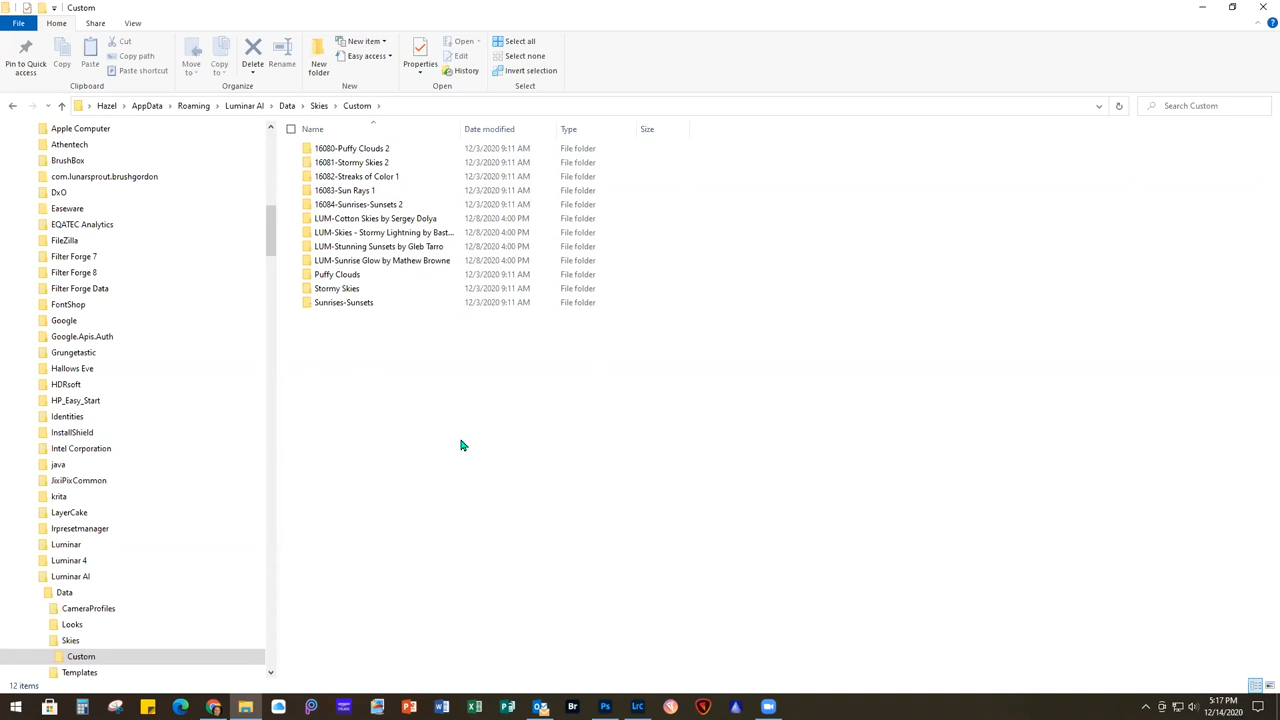 Custom
File Home Share View
Pin to Quick access
Copy
Paste
Cut
Copy path
Paste shortcut
Clipboard
Move to
Copy to
Delete
Rename
Organize
New folder
New item
Easy access
New
Properties
Open
Edit
History
Open
Select all
Select none
Invert selection
Select
Hazel > AppData > Roaming > Luminar AI > Data > Skies > Custom >
Search Custom
Apple Computer
Athentech
BrushBox
com.lunarsprout.brushgordon
DxO
Easeware
EQATEC Analytics
FileZilla
Filter Forge 7
Filter Forge 8
Filter Forge Data
FontShop
Google
Google.Apis.Auth
Grungetastic
Hallows Eve
HDRsoft
HP_Easy_Start
Identities
InstallShield
Intel Corporation
java
JixiPixCommon
krita
LayerCake
lrpresetmanager
Luminar
Luminar 4
Luminar AI
Data
CameraProfiles
Looks
Skies
Custom
Templates
Name Date modified Type Size
16080-Puffy Clouds 2 12/3/2020 9:11 AM File folder
16081-Stormy Skies 2 12/3/2020 9:11 AM File folder
16082-Streaks of Color 1 12/3/2020 9:11 AM File folder
16083-Sun Rays 1 12/3/2020 9:11 AM File folder
16084-Sunrises-Sunsets 2 12/3/2020 9:11 AM File folder
LUM-Cotton Skies by Sergey Dolya 12/8/2020 4:00 PM File folder
LUM-Skies - Stormy Lightning by Bast... 12/8/2020 4:00 PM File folder
LUM-Stunning Sunsets by Gleb Tarro 12/8/2020 4:00 PM File folder
LUM-Sunrise Glow by Mathew Browne 12/8/2020 4:00 PM File folder
Puffy Clouds 12/3/2020 9:11 AM File folder
Stormy Skies 12/3/2020 9:11 AM File folder
Sunrises-Sunsets 12/3/2020 9:11 AM File folder
12 items
Br
Ps
Lrc
5:17 PM
12/14/2020